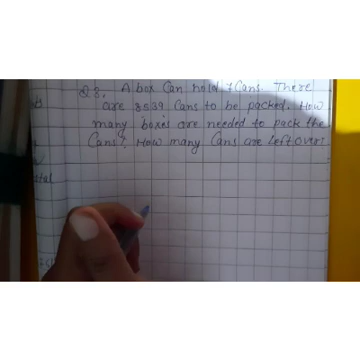 Q 8. A box Can hold 7 Cans. There
are 8539 Cans to be packed. How
many boxes are needed to pack the
Cans? How many Cans are left over?